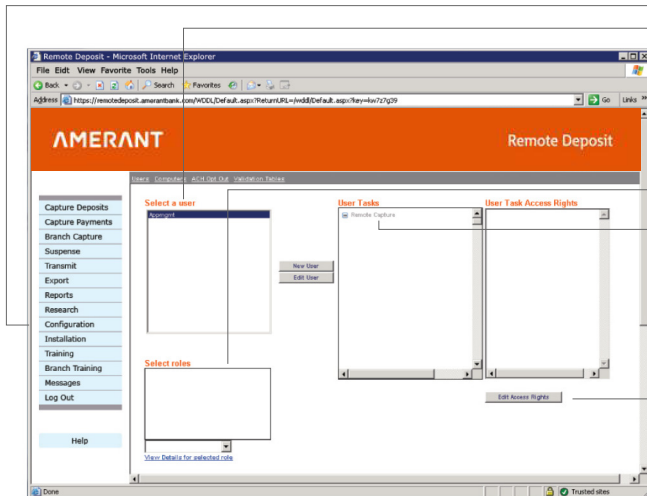 Remote Deposit - Microsoft Internet Explorer
File Eidt View Favorite Tools Help
Back Search Favorites
Address https://remotedeposit.amerantbank.com/WDDL/Default.aspx?ReturnURL=/wddl/Default.aspx?key=kw7z7g39 Go Links »
AMERANT Remote Deposit
Users Computers ACH Opt Out Validation Tables
Capture Deposits
Capture Payments
Branch Capture
Suspense
Transmit
Export
Reports
Research
Configuration
Installation
Training
Branch Training
Messages
Log Out
Help
Select a user
Appmgmt
New User
Edit User
User Tasks
Remote Capture
User Task Access Rights
Edit Access Rights
Select roles
View Details for selected role
Done Trusted sites